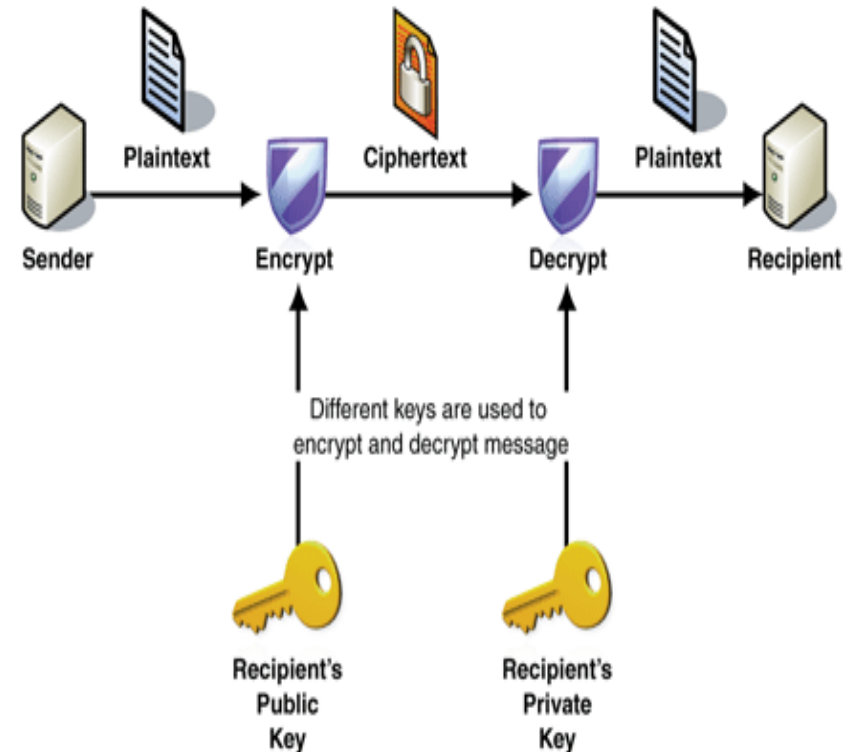 Plaintext
Ciphertext
Plaintext
Sender
Encrypt
Decrypt
Recipient
Different keys are used to
encrypt and decrypt message
Recipient's
Public
Key
Recipient's
Private
Key